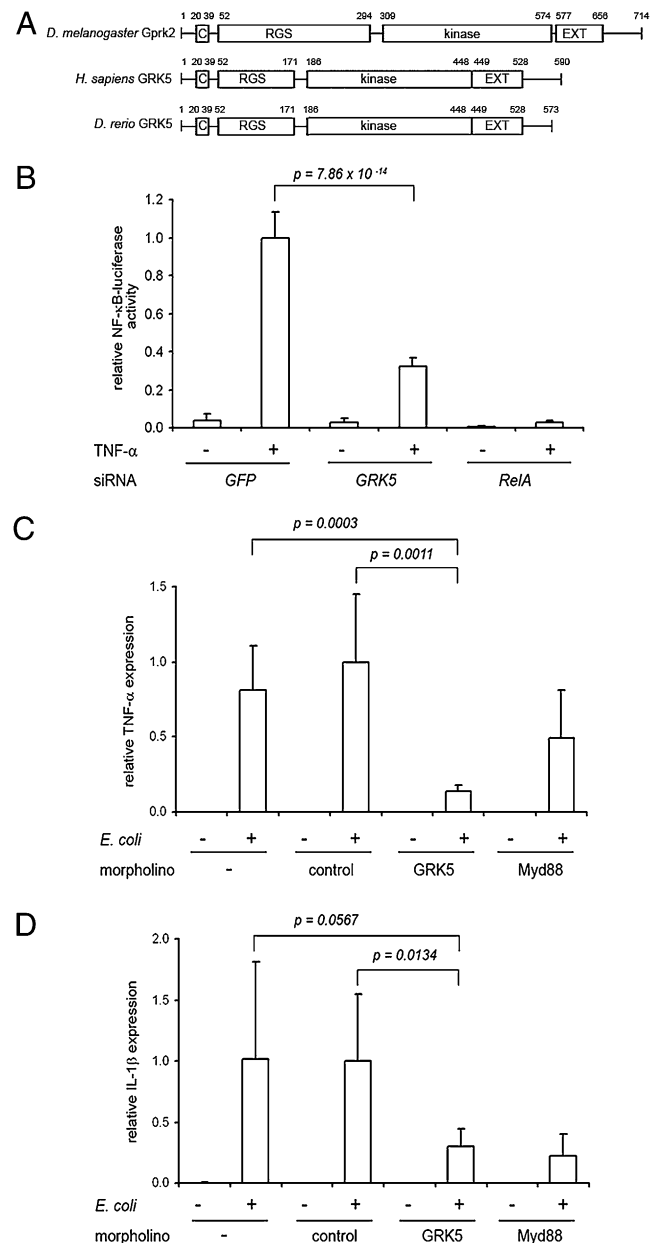 A
1 20 39 52 294 309 574 577 656 714
D. melanogaster Gprk2 C RGS kinase EXT
1 20 39 52 171 186 448 449 528 590
H. sapiens GRK5 C RGS kinase EXT
1 20 39 52 171 186 448 449 528 573
D. rerio GRK5 C RGS kinase EXT
B
p = 7.86 x 10 -14
relative NF-κB-luciferase
activity
1.2
1.0
0.8
0.6
0.4
0.2
0.0
TNF-α - + - + - +
siRNA GFP GRK5 RelA
C
p = 0.0003
p = 0.0011
relative TNF-α expression
1.5
1.0
0.5
0.0
E. coli - + - + - + - +
morpholino - control GRK5 Myd88
D
p = 0.0567
p = 0.0134
relative IL-1β expression
2.0
1.5
1.0
0.5
0.0
E. coli - + - + - + - +
morpholino - control GRK5 Myd88